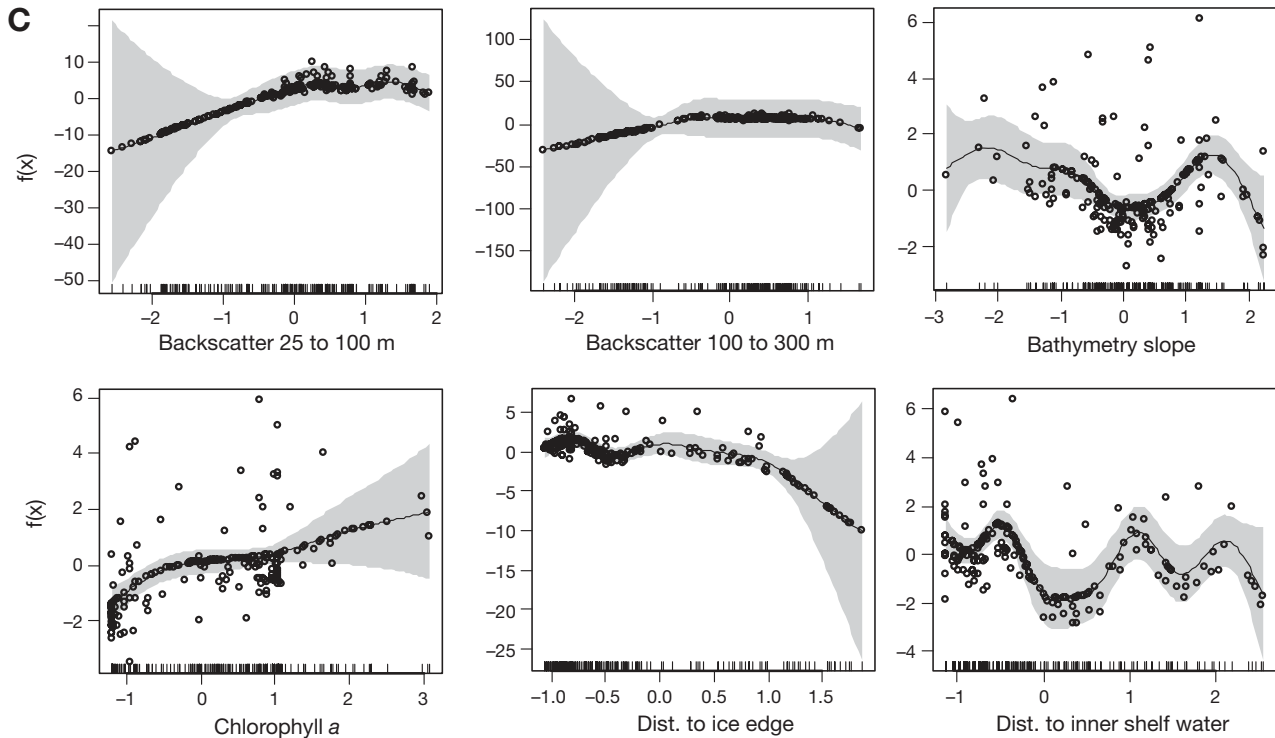 C
f(x)
10
0
−10
−20
−30
−40
−50
−2 −1 0 1 2
Backscatter 25 to 100 m
100
50
0
−50
−100
−150
−2 −1 0 1
Backscatter 100 to 300 m
6
4
2
0
−2
−3 −2 −1 0 1 2
Bathymetry slope
f(x)
6
4
2
0
−2
−1 0 1 2 3
Chlorophyll a
5
0
−5
−10
−15
−20
−25
−1.0 −0.5 0.0 0.5 1.0 1.5
Dist. to ice edge
6
4
2
0
−2
−4
−1 0 1 2
Dist. to inner shelf water